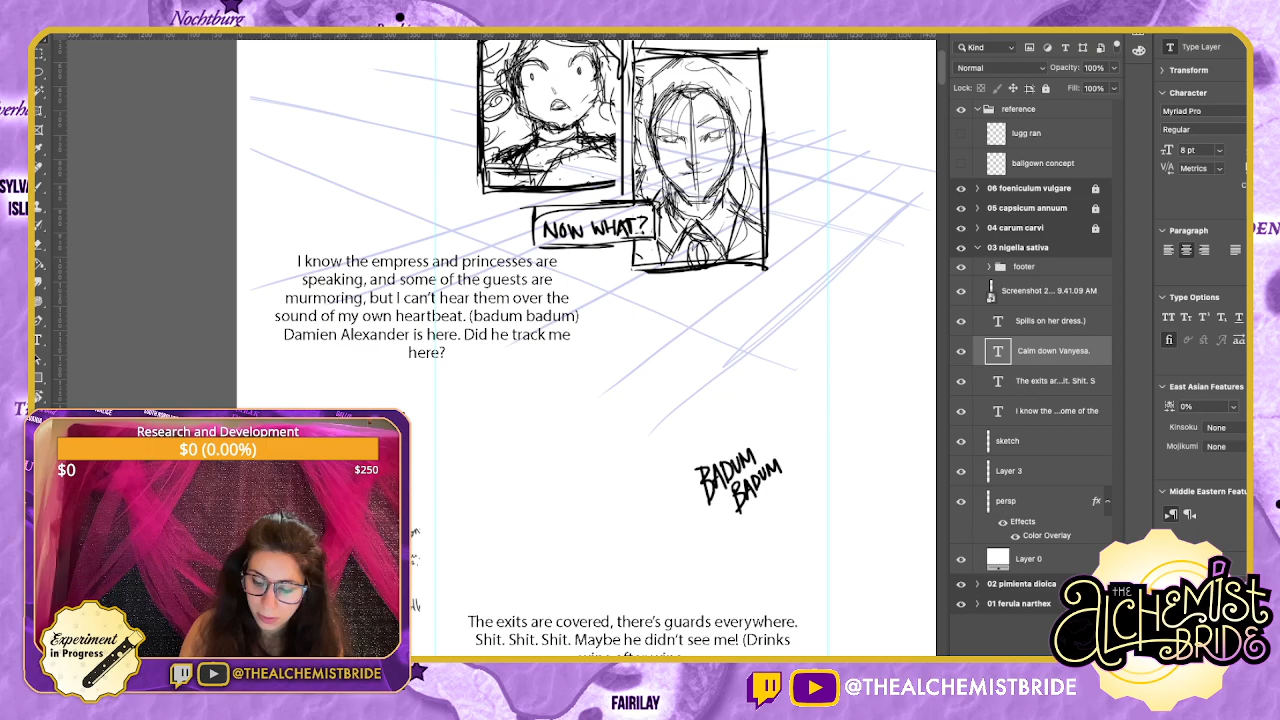 Nochtburg
NOW WHAT?
I know the empress and princesses are
speaking, and some of the guests are
murmoring, but I can't hear them over the
sound of my own heartbeat. (badum badum)
Damien Alexander is here. Did he track me
here?
BADUM
BADUM
The exits are covered, there's guards everywhere.
Shit. Shit. Shit. Maybe he didn't see me! (Drinks
Kind
Normal
Opacity: 100%
Lock:
Fill: 100%
reference
lugg ran
ballgown concept
06 foeniculum vulgare
05 capsicum annuum
04 carum carvi
03 nigella sativa
footer
Screenshot 2... 9.41.09 AM
Spills on her dress.)
Calm down Vanyesa.
The exits ar...it. Shit. S
I know the ...ome of the
sketch
Layer 3
persp
fx
Effects
Color Overlay
Layer 0
02 pimienta dioica
01 ferula narthex
Type Layer
Transform
Character
Myriad Pro
Regular
8 pt
Metrics
Paragraph
Type Options
East Asian Features
0%
Kinsoku
None
Mojikumi
None
Middle Eastern Featu
SYLVA
ISLE
Research and Development
$0 (0.00%)
$0
$250
Experiment
in Progress
@THEALCHEMISTBRIDE
FAIRILAY
@THEALCHEMISTBRIDE
THE
ALCHEMIST
BRIDE